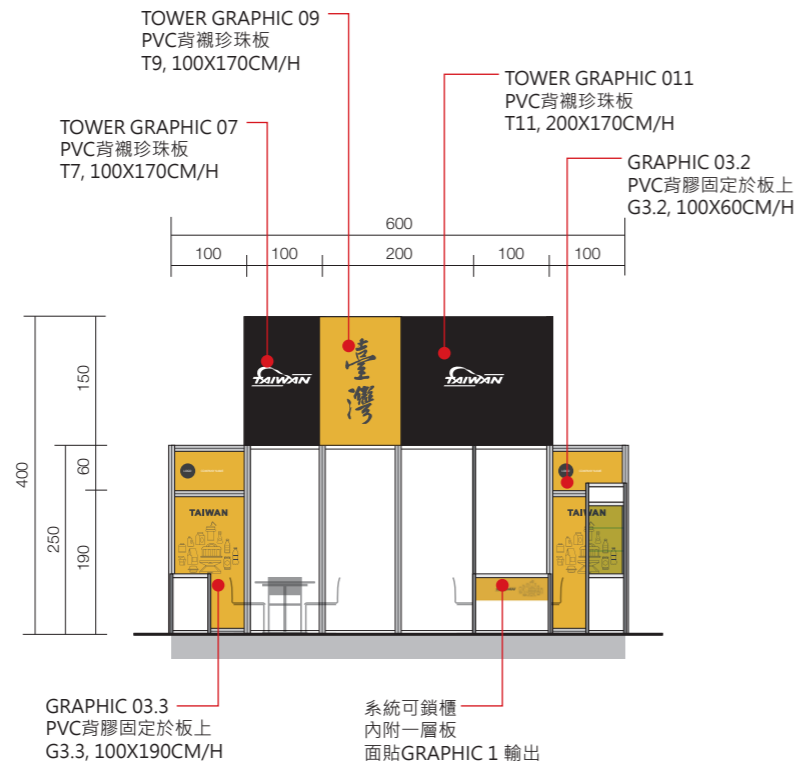 TOWER GRAPHIC 09
PVC背襯珍珠板
T9, 100X170CM/H
TOWER GRAPHIC 011
PVC背襯珍珠板
T11, 200X170CM/H
TOWER GRAPHIC 07
PVC背襯珍珠板
T7, 100X170CM/H
GRAPHIC 03.2
PVC背膠固定於板上
G3.2, 100X60CM/H
600
100
100
200
100
100
150
400
60
250
190
TAIWAN
臺灣
TAIWAN
TAIWAN
TAIWAN
GRAPHIC 03.3
PVC背膠固定於板上
G3.3, 100X190CM/H
系統可鎖櫃
內附一層板
面貼GRAPHIC 1 輸出